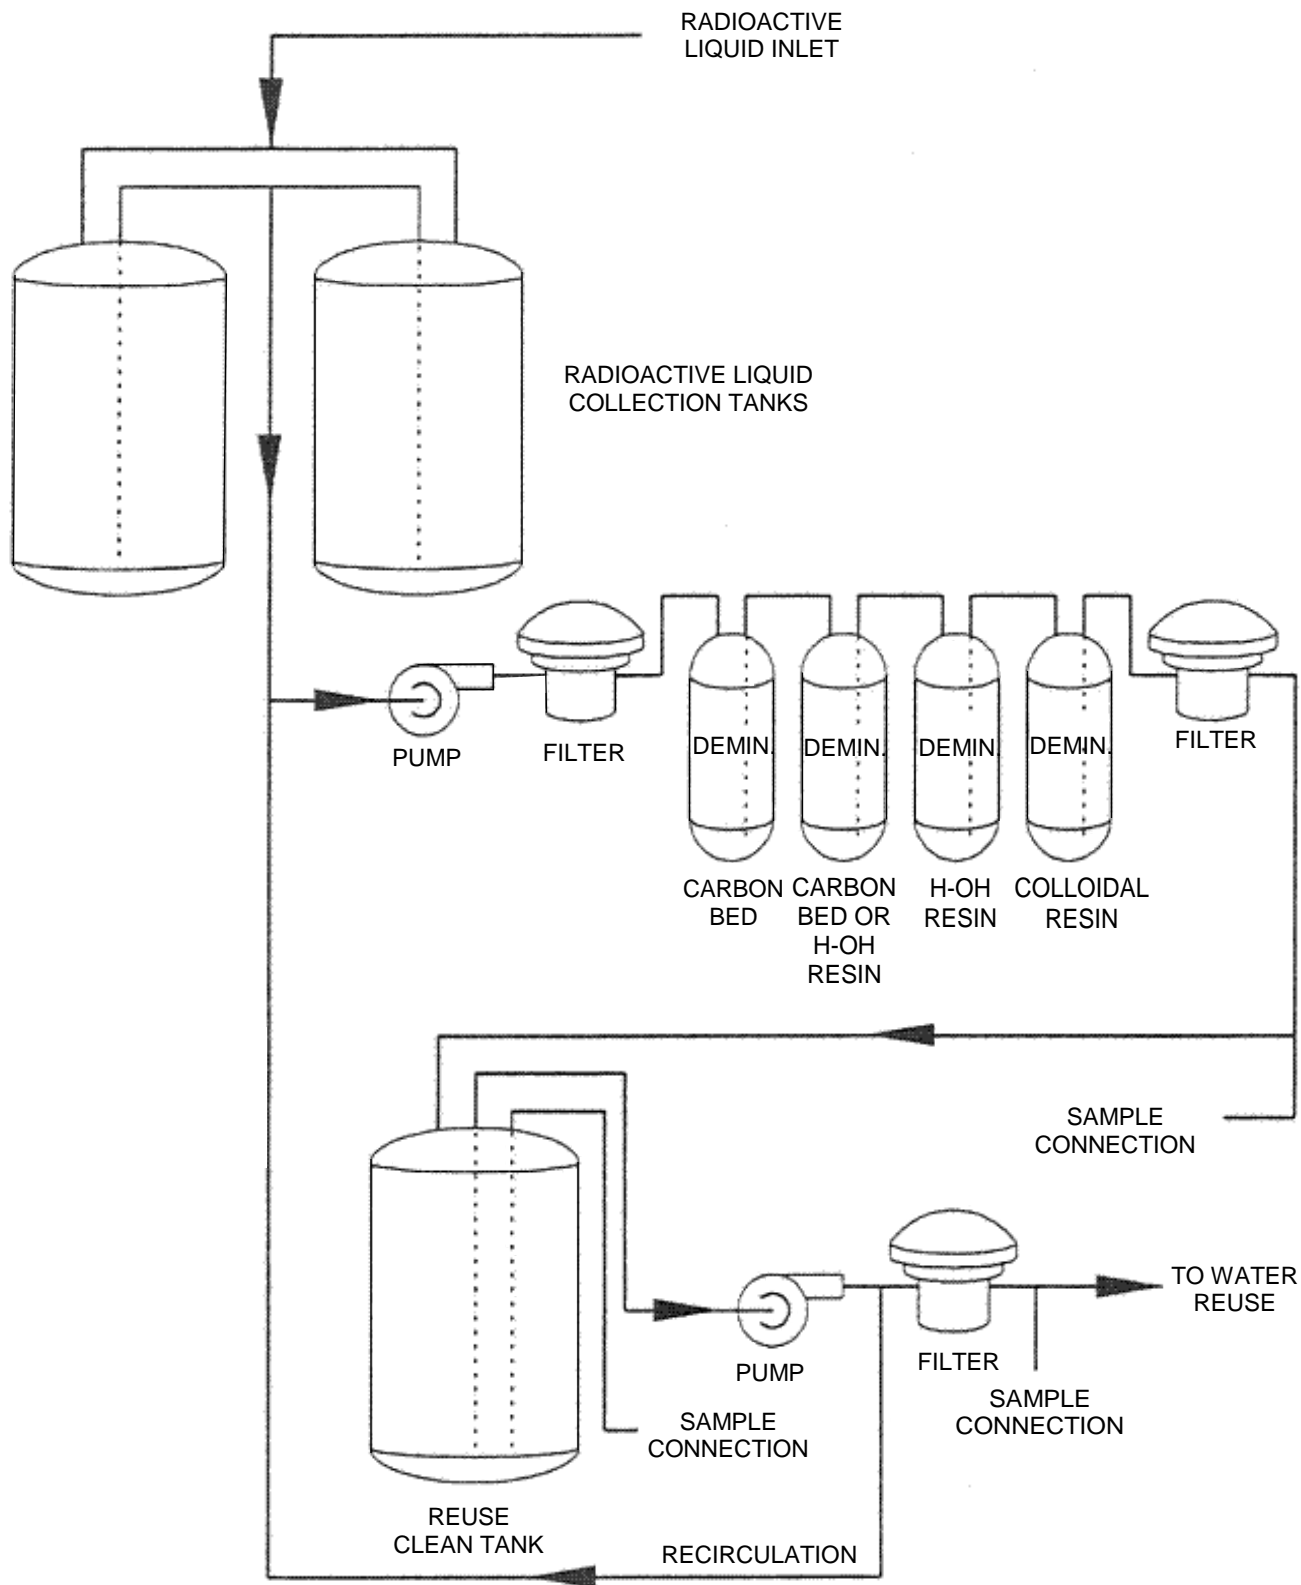 RADIOACTIVE
LIQUID INLET
RADIOACTIVE LIQUID
COLLECTION TANKS
PUMP
FILTER
DEMIN.
DEMIN.
DEMIN.
DEMIN.
FILTER
CARBON
BED
CARBON
BED OR
H-OH
RESIN
H-OH
RESIN
COLLOIDAL
RESIN
SAMPLE
CONNECTION
TO WATER
REUSE
PUMP
FILTER
SAMPLE
CONNECTION
SAMPLE
CONNECTION
REUSE
CLEAN TANK
RECIRCULATION